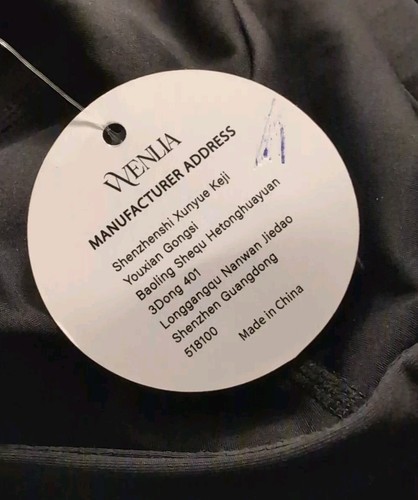 WENLIA
MANUFACTURER ADDRESS
Shenzhenshi Xunyue Keji
Youxian Gongsi
Baoling Shequ Hetonghuayuan
3Dong 401
Longgangqu Nanwan Jiedao
Shenzhen Guangdong
518100 Made in China